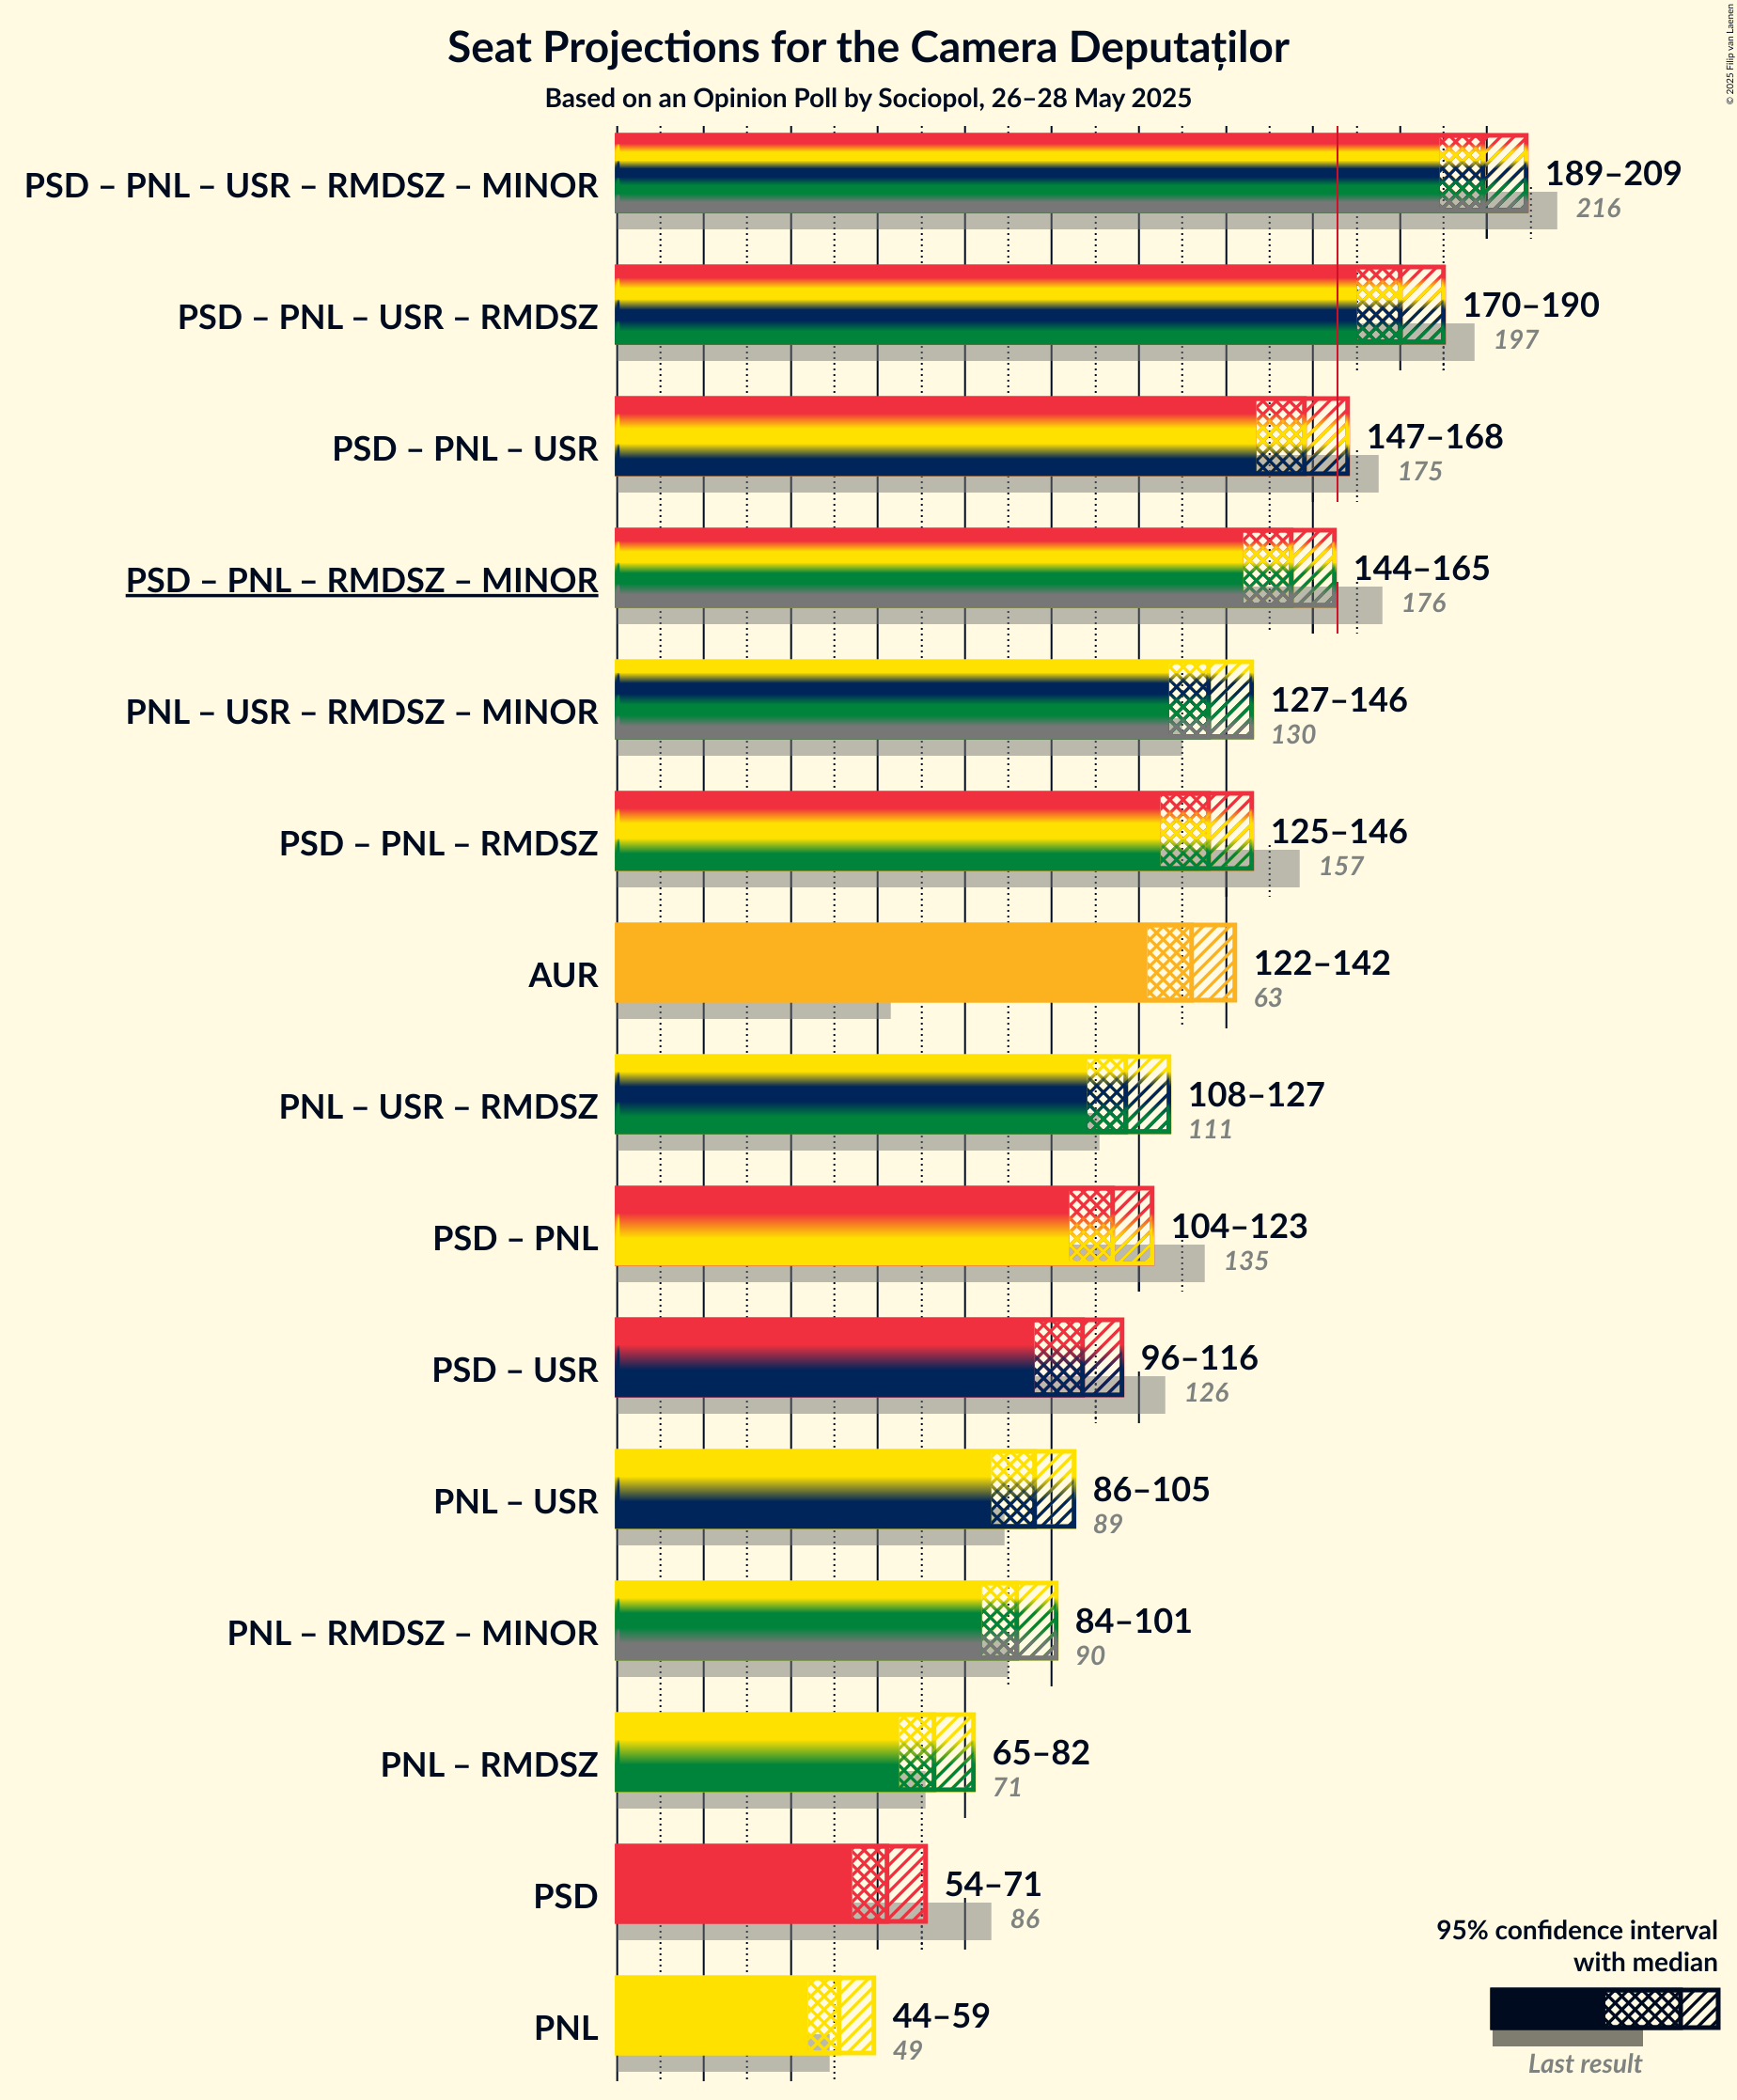 Seat Projections for the Camera Deputaților
Based on an Opinion Poll by Sociopol, 26–28 May 2025
© 2025 Filip van Laenen
PSD – PNL – USR – RMDSZ – MINOR
189–209
216
PSD – PNL – USR – RMDSZ
170–190
197
PSD – PNL – USR
147–168
175
PSD – PNL – RMDSZ – MINOR
144–165
176
PNL – USR – RMDSZ – MINOR
127–146
130
PSD – PNL – RMDSZ
125–146
157
AUR
122–142
63
PNL – USR – RMDSZ
108–127
111
PSD – PNL
104–123
135
PSD – USR
96–116
126
PNL – USR
86–105
89
PNL – RMDSZ – MINOR
84–101
90
PNL – RMDSZ
65–82
71
PSD
54–71
86
PNL
44–59
49
95% confidence interval
with median
Last result